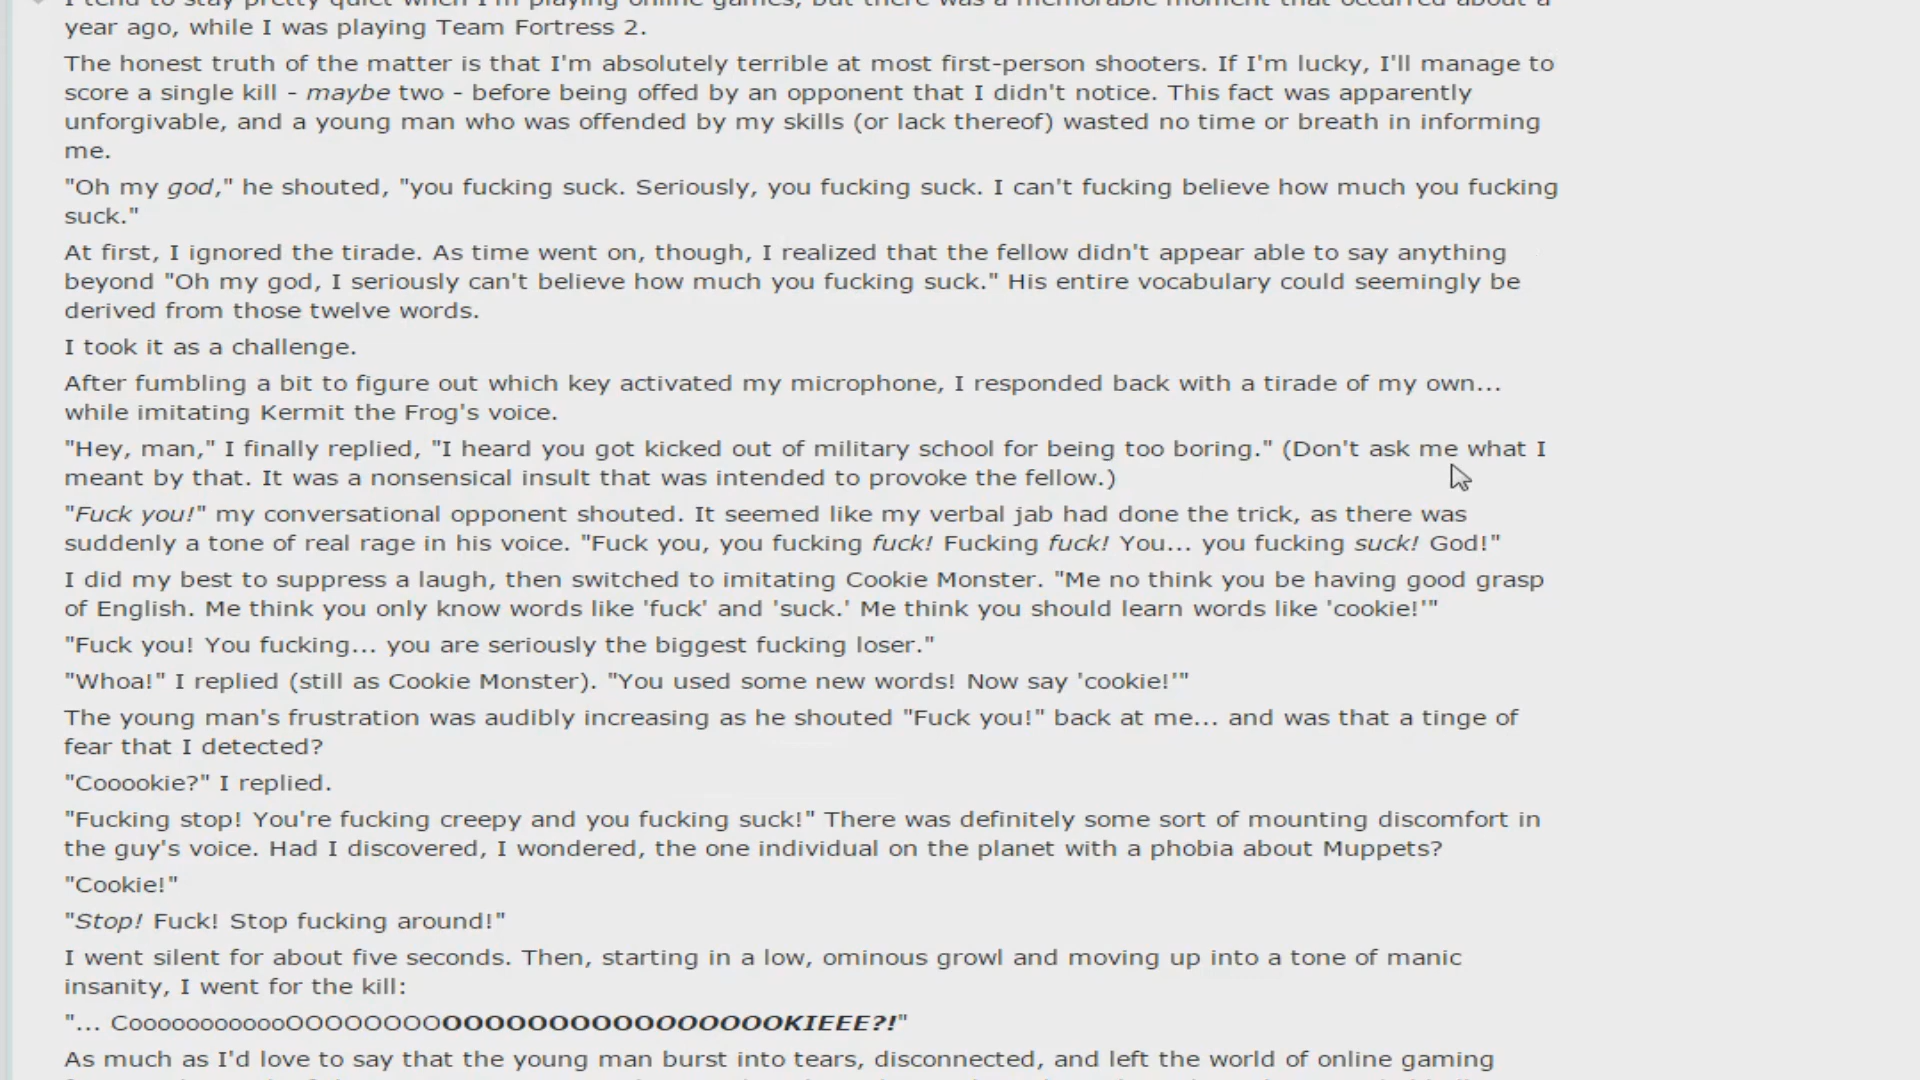 I tend to stay pretty quiet when I'm playing online games, but there was a memorable moment that occurred about a
year ago, while I was playing Team Fortress 2.
The honest truth of the matter is that I'm absolutely terrible at most first-person shooters. If I'm lucky, I'll manage to
score a single kill - maybe two - before being offed by an opponent that I didn't notice. This fact was apparently
unforgivable, and a young man who was offended by my skills (or lack thereof) wasted no time or breath in informing
me.
"Oh my god," he shouted, "you fucking suck. Seriously, you fucking suck. I can't fucking believe how much you fucking
suck."
At first, I ignored the tirade. As time went on, though, I realized that the fellow didn't appear able to say anything
beyond "Oh my god, I seriously can't believe how much you fucking suck." His entire vocabulary could seemingly be
derived from those twelve words.
I took it as a challenge.
After fumbling a bit to figure out which key activated my microphone, I responded back with a tirade of my own...
while imitating Kermit the Frog's voice.
"Hey, man," I finally replied, "I heard you got kicked out of military school for being too boring." (Don't ask me what I
meant by that. It was a nonsensical insult that was intended to provoke the fellow.)
"Fuck you!" my conversational opponent shouted. It seemed like my verbal jab had done the trick, as there was
suddenly a tone of real rage in his voice. "Fuck you, you fucking fuck! Fucking fuck! You... you fucking suck! God!"
I did my best to suppress a laugh, then switched to imitating Cookie Monster. "Me no think you be having good grasp
of English. Me think you only know words like 'fuck' and 'suck.' Me think you should learn words like 'cookie!'"
"Fuck you! You fucking... you are seriously the biggest fucking loser."
"Whoa!" I replied (still as Cookie Monster). "You used some new words! Now say 'cookie!'"
The young man's frustration was audibly increasing as he shouted "Fuck you!" back at me... and was that a tinge of
fear that I detected?
"Cooookie?" I replied.
"Fucking stop! You're fucking creepy and you fucking suck!" There was definitely some sort of mounting discomfort in
the guy's voice. Had I discovered, I wondered, the one individual on the planet with a phobia about Muppets?
"Cookie!"
"Stop! Fuck! Stop fucking around!"
I went silent for about five seconds. Then, starting in a low, ominous growl and moving up into a tone of manic
insanity, I went for the kill:
"... CoooooooooooOOOOOOOOOOOOOOOOOOOOOOOOKIEEE?!"
As much as I'd love to say that the young man burst into tears, disconnected, and left the world of online gaming